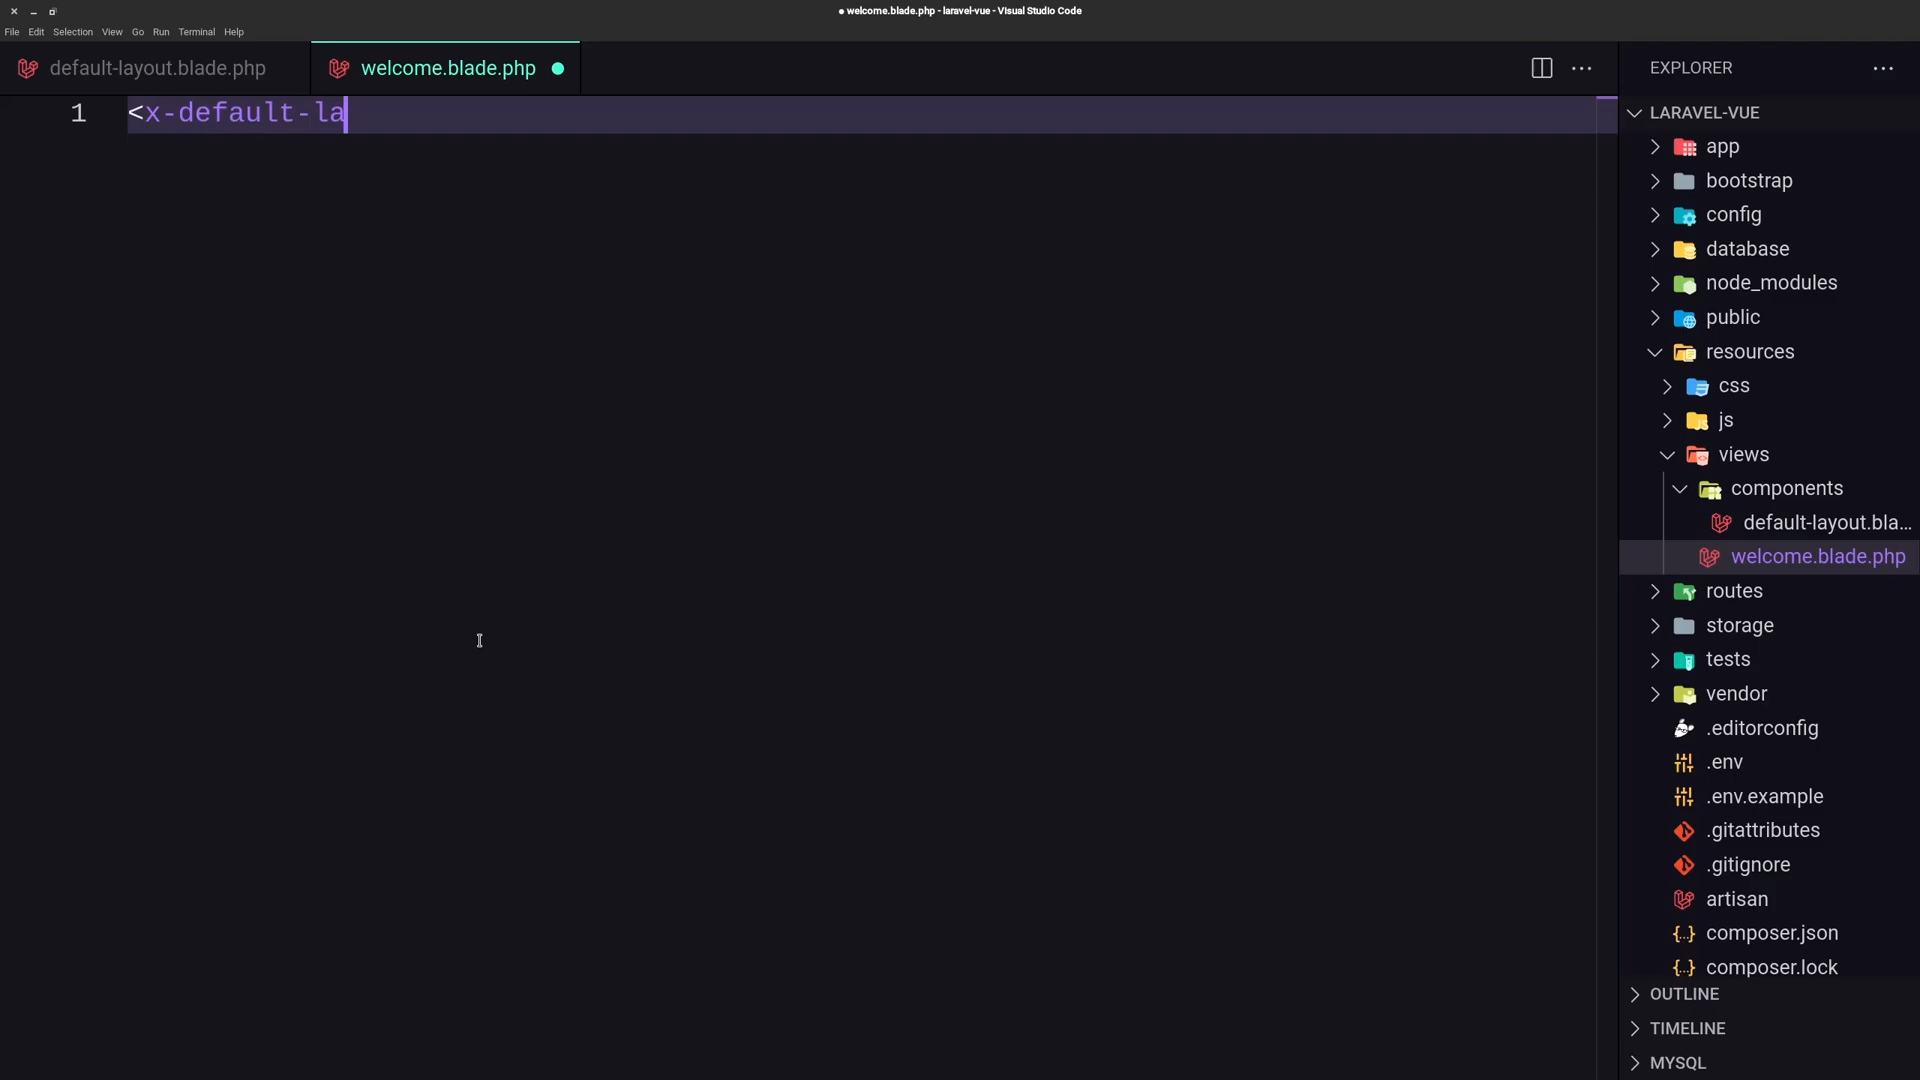 ● welcome.blade.php - laravel-vue - Visual Studio Code
File Edit Selection View Go Run Terminal Help
default-layout.blade.php
welcome.blade.php
EXPLORER
1 <x-default-la
LARAVEL-VUE
app
bootstrap
config
database
node_modules
public
resources
css
js
views
components
default-layout.bla...
welcome.blade.php
routes
storage
tests
vendor
.editorconfig
.env
.env.example
.gitattributes
.gitignore
artisan
composer.json
composer.lock
OUTLINE
TIMELINE
MYSQL